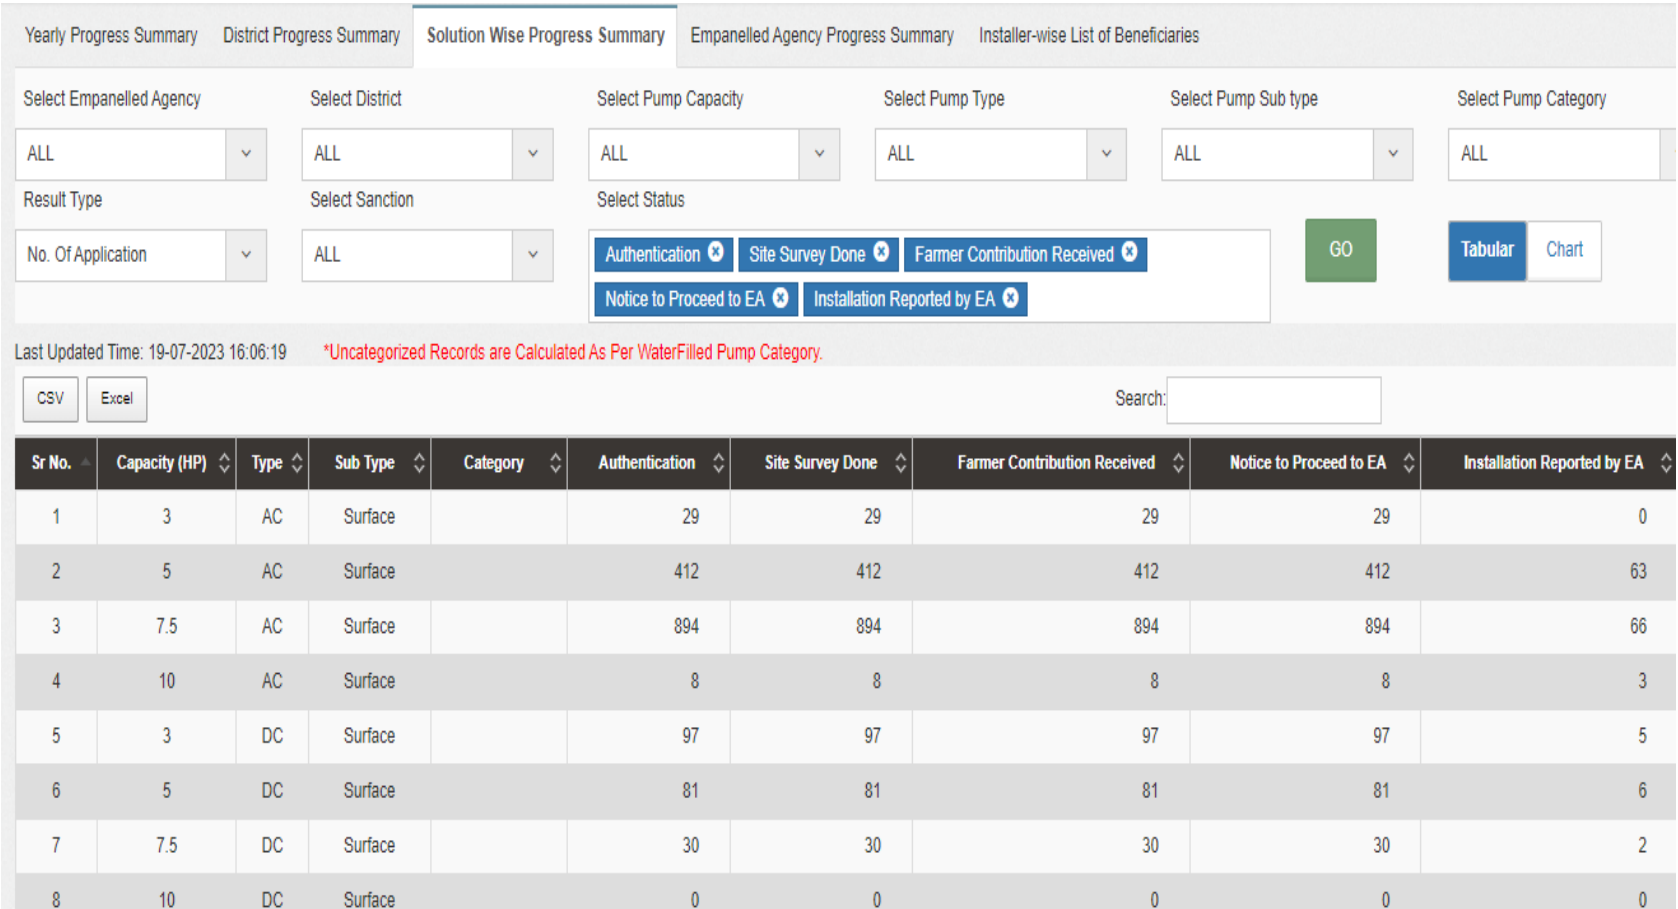 Yearly Progress Summary District Progress Summary Solution Wise Progress Summary Empanelled Agency Progress Summary Installer-wise List of Beneficiaries
Select Empanelled Agency Select District Select Pump Capacity Select Pump Type Select Pump Sub type Select Pump Category
ALL ALL ALL ALL ALL ALL
Result Type Select Sanction Select Status
No. Of Application ALL Authentication Site Survey Done Farmer Contribution Received GO Tabular Chart
Notice to Proceed to EA Installation Reported by EA
Last Updated Time: 19-07-2023 16:06:19 *Uncategorized Records are Calculated As Per WaterFilled Pump Category.
CSV Excel Search:
Sr No. Capacity (HP) Type Sub Type Category Authentication Site Survey Done Farmer Contribution Received Notice to Proceed to EA Installation Reported by EA
1 3 AC Surface 29 29 29 29 0
2 5 AC Surface 412 412 412 412 63
3 7.5 AC Surface 894 894 894 894 66
4 10 AC Surface 8 8 8 8 3
5 3 DC Surface 97 97 97 97 5
6 5 DC Surface 81 81 81 81 6
7 7.5 DC Surface 30 30 30 30 2
8 10 DC Surface 0 0 0 0 0